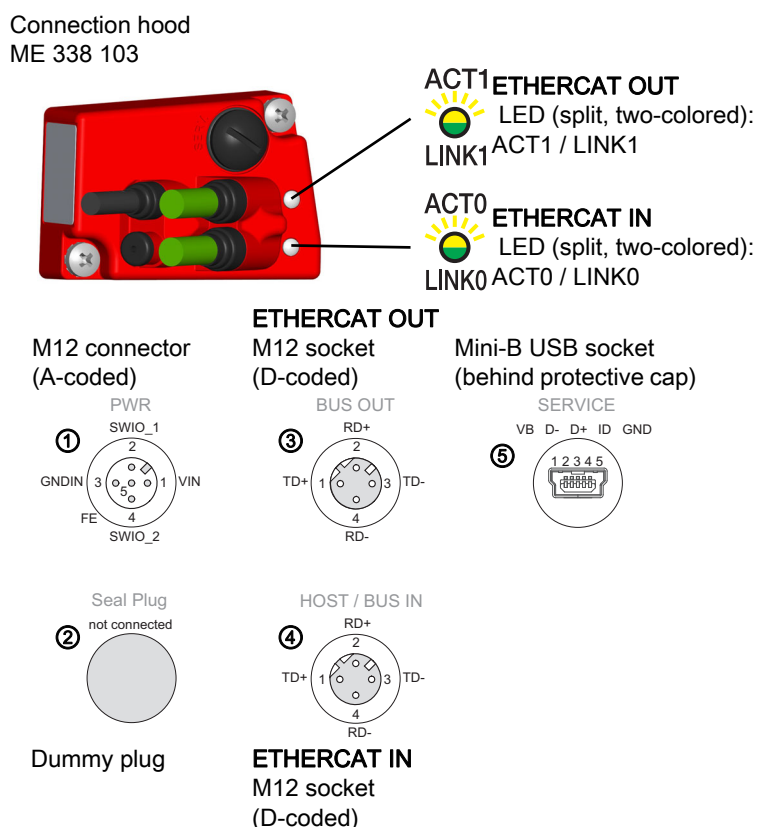 Connection hood
ME 338 103
ACT1
ETHERCAT OUT
LED (split, two-colored):
LINK1
ACT1 / LINK1
ACT0
ETHERCAT IN
LED (split, two-colored):
LINK0
ACT0 / LINK0
ETHERCAT OUT
M12 connector
(A-coded)
M12 socket
(D-coded)
Mini-B USB socket
(behind protective cap)
PWR
BUS OUT
SERVICE
1
SWIO_1
2
GNDIN 3 5 1 VIN
FE 4
SWIO_2
3
RD+
2
TD+ 1 3 TD-
4
RD-
VB D- D+ ID GND
5
1 2 3 4 5
Seal Plug
not connected
2
HOST / BUS IN
4
RD+
2
TD+ 1 3 TD-
4
RD-
Dummy plug
ETHERCAT IN
M12 socket
(D-coded)